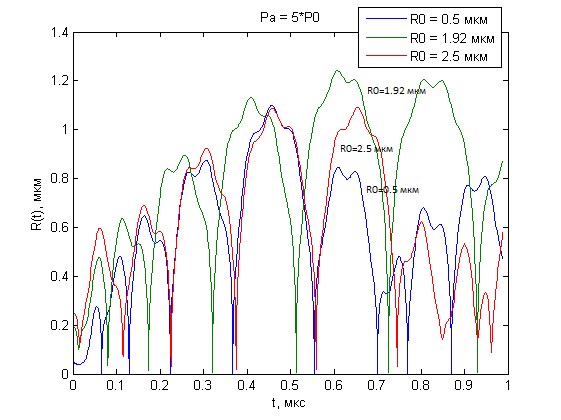 Pa = 5*P0
R0 = 0.5 мкм
R0 = 1.92 мкм
R0 = 2.5 мкм
1.4
1.2
1
0.8
0.6
0.4
0.2
0
R(t), мкм
R0=1.92 мкм
R0=2.5 мкм
R0=0.5 мкм
0 0.1 0.2 0.3 0.4 0.5 0.6 0.7 0.8 0.9 1
t, мкс